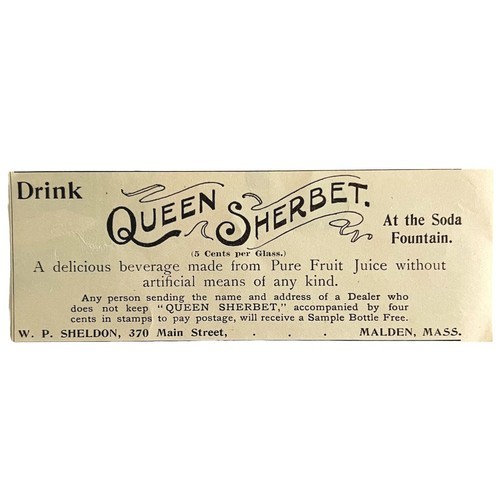 Drink
QUEEN SHERBET.
At the Soda
Fountain.
(5 Cents per Glass.)
A delicious beverage made from Pure Fruit Juice without
artificial means of any kind.
Any person sending the name and address of a Dealer who
does not keep "QUEEN SHERBET," accompanied by four
cents in stamps to pay postage, will receive a Sample Bottle Free.
W. P. SHELDON, 370 Main Street, . . . MALDEN, MASS.